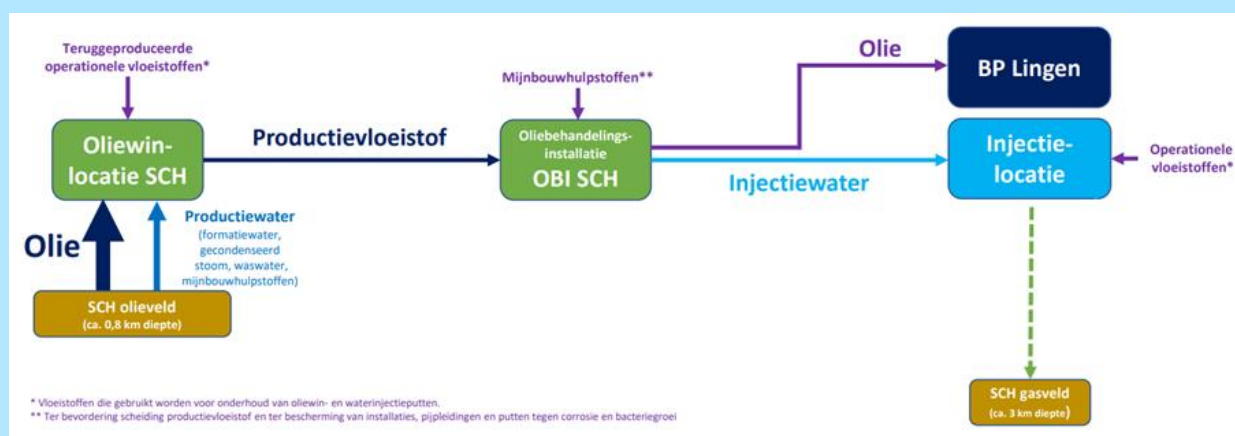 Teruggeproduceerde
operationele vloeistoffen*
Oliewin-
locatie SCH
Productievloeistof
Mijnbouwhulpstoffen**
Oliebehandelings-
installatie
OBI SCH
Olie
BP Lingen
Injectiewater
Injectie-
locatie
Operationele
vloeistoffen*
Olie
Productiewater
(formatiewater,
gecondenseerd
stoom, waswater,
mijnbouwhulpstoffen)
SCH olieveld
(ca. 0,8 km diepte)
SCH gasveld
(ca. 3 km diepte)
* Vloeistoffen die gebruikt worden voor onderhoud van oliewin- en waterinjectieputten.
** Ter bevordering scheiding productievloeistof en ter bescherming van installaties, pijpleidingen en putten tegen corrosie en bacteriegroei